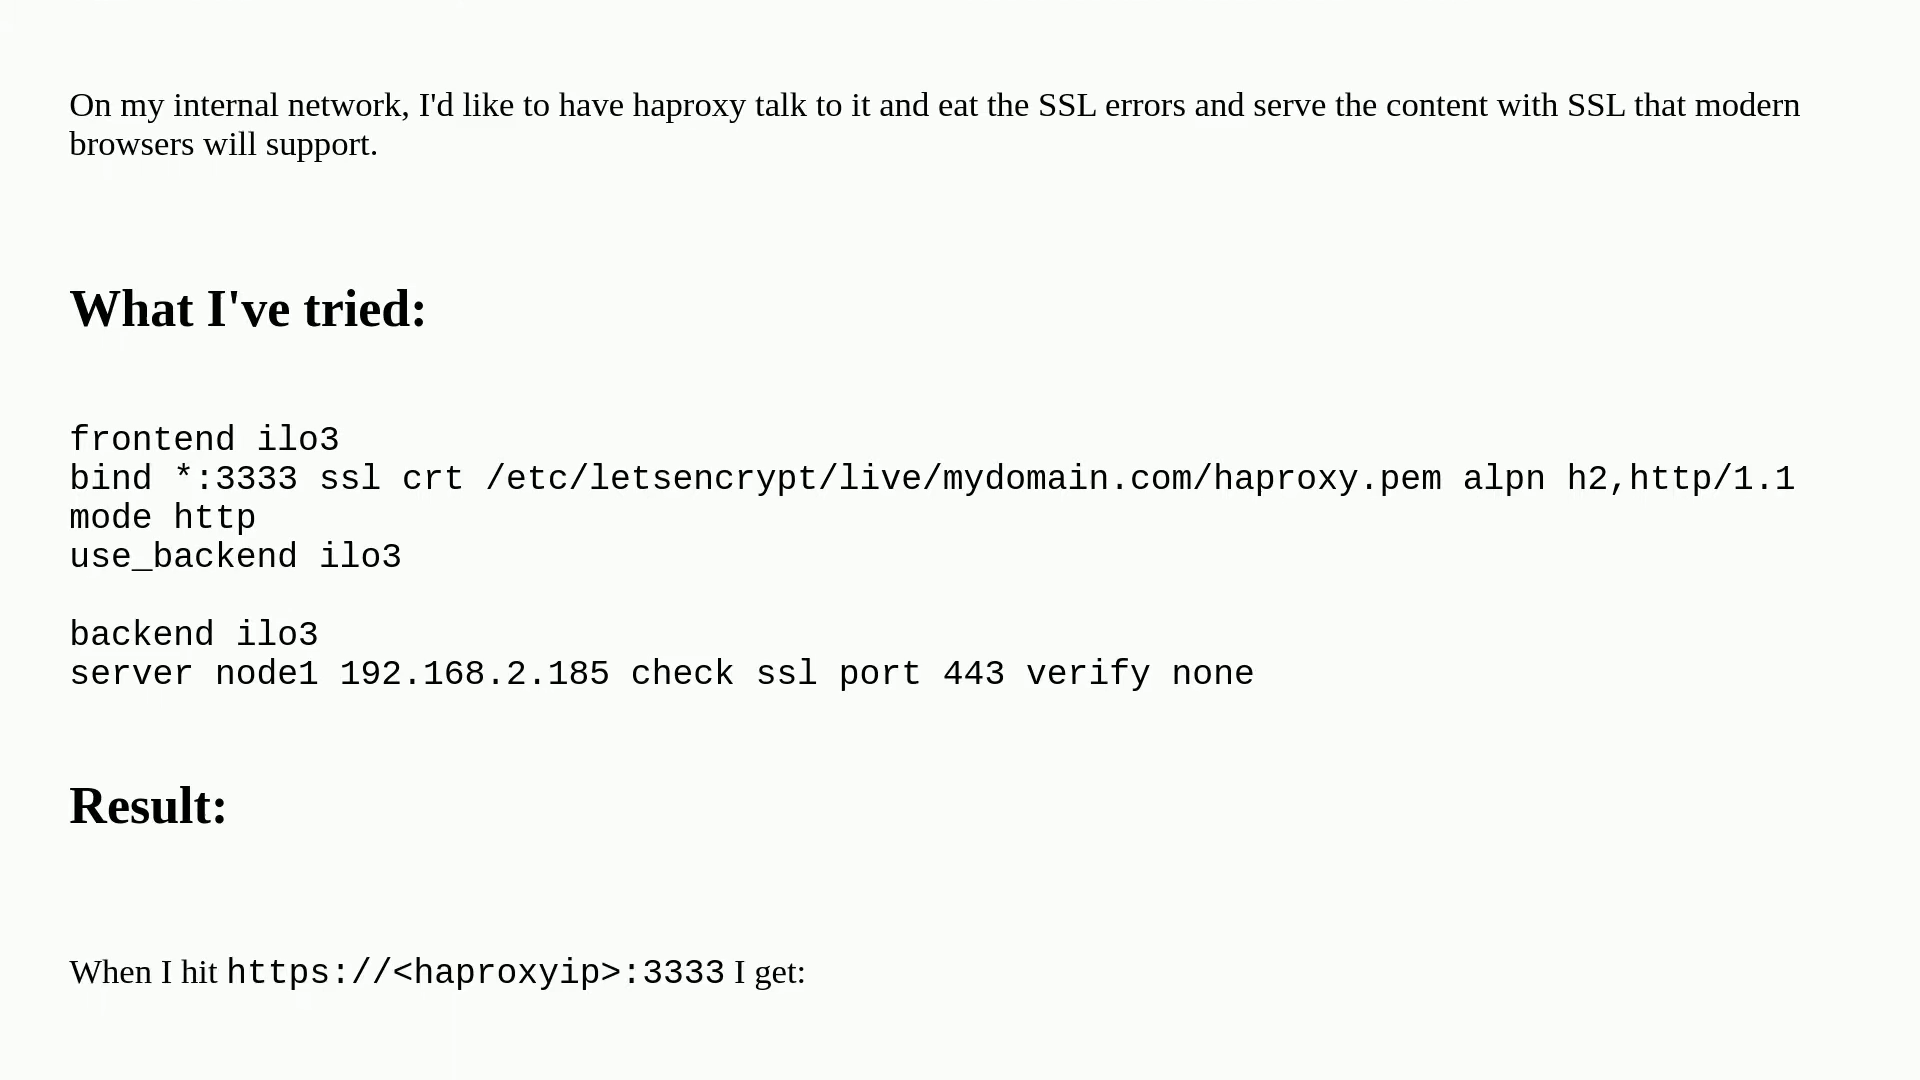 On my internal network, I'd like to have haproxy talk to it and eat the SSL errors and serve the content with SSL that modern
browsers will support.
What I've tried:
frontend ilo3
bind *:3333 ssl crt /etc/letsencrypt/live/mydomain.com/haproxy.pem alpn h2,http/1.1
mode http
use_backend ilo3
backend ilo3
server node1 192.168.2.185 check ssl port 443 verify none
Result:
When I hit https://<haproxyip>:3333 I get: